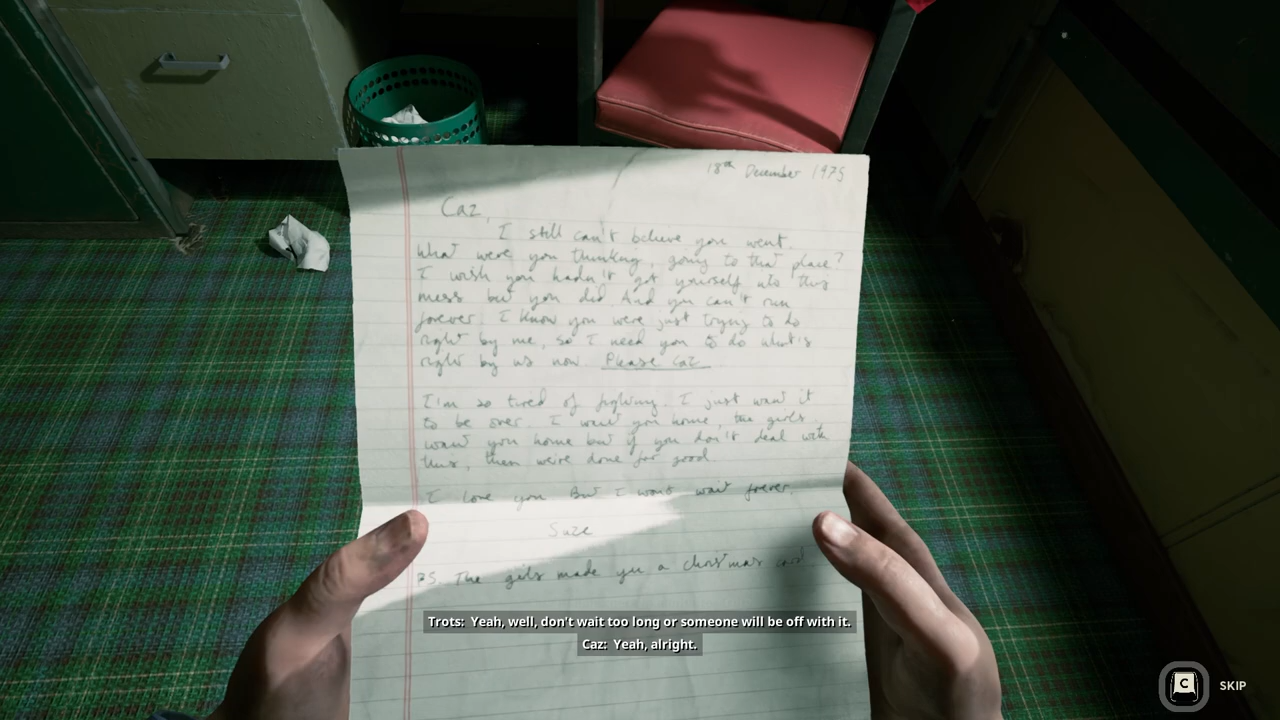 18th December 1975
Caz,
I still can't believe you went.
What were you thinking, going to that place?
I wish you hadn't got yourself into this
mess but you did. And you can't run
forever. I know you were just trying to do
right by me, so I need you to do what's
right by us now. Please Caz.
I'm so tired of fighting. I just want it
to be over. I want you home, the girls
want you home but if you don't deal with
this, then we're done for good.
I love you. But I won't wait forever.
Suze
PS. The girls made you a christmas card
Trots: Yeah, well, don't wait too long or someone will be off with it.
Caz: Yeah, alright.
C SKIP